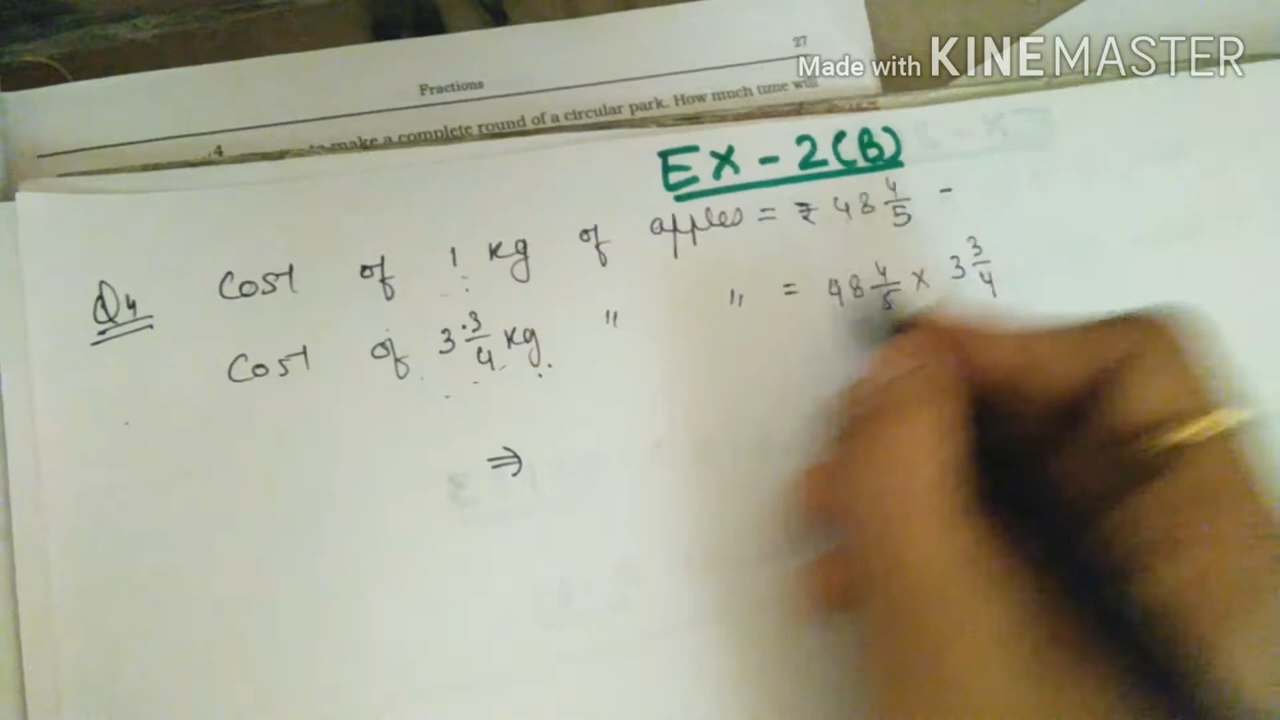 27
Made with KINEMASTER
Fractions
4 to make a complete round of a circular park. How much time will
EX - 2(B)
Q4 Cost of 1 kg of apples = ₹ 48 4/5 -
Cost of 3 3/4 kg " " = 48 4/5 × 3 3/4
⇒